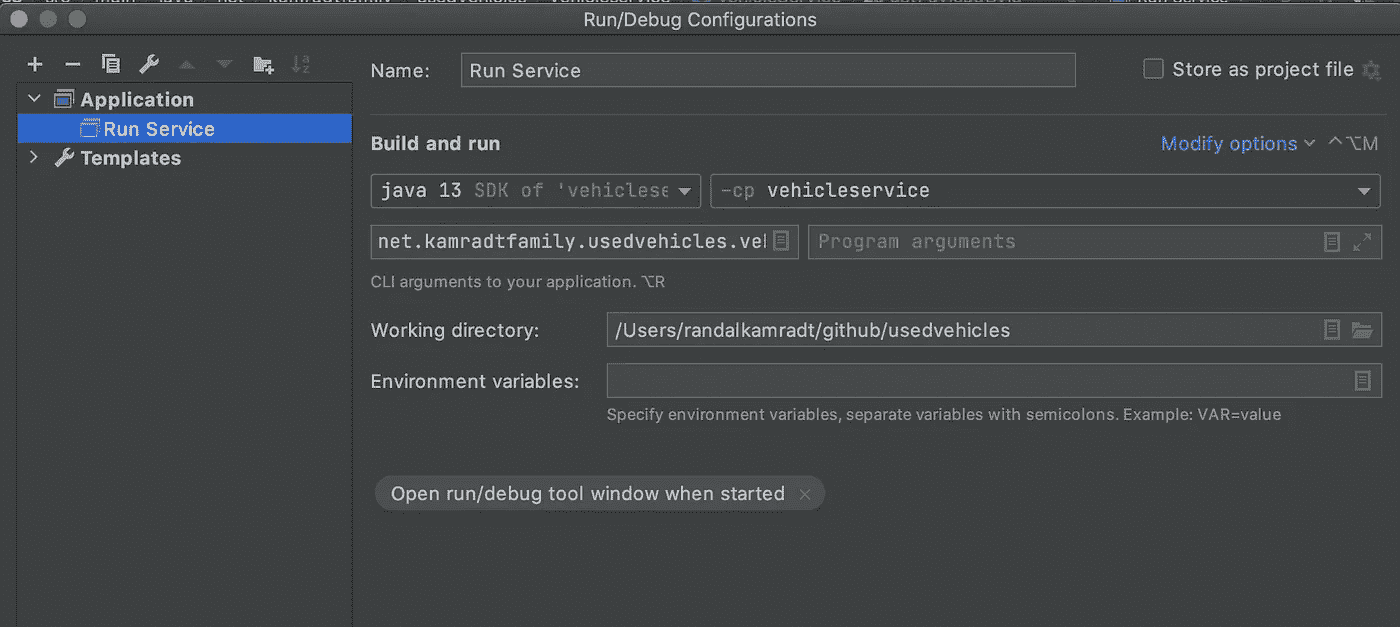 Run/Debug Configurations
Name: Run Service Store as project file
Application
Run Service
Templates
Build and run Modify options ⌃⌥M
java 13 SDK of 'vehiclese -cp vehicleservice
net.kamradtfamily.usedvehicles.vel Program arguments
CLI arguments to your application. ⌥R
Working directory: /Users/randalkamradt/github/usedvehicles
Environment variables:
Specify environment variables, separate variables with semicolons. Example: VAR=value
Open run/debug tool window when started